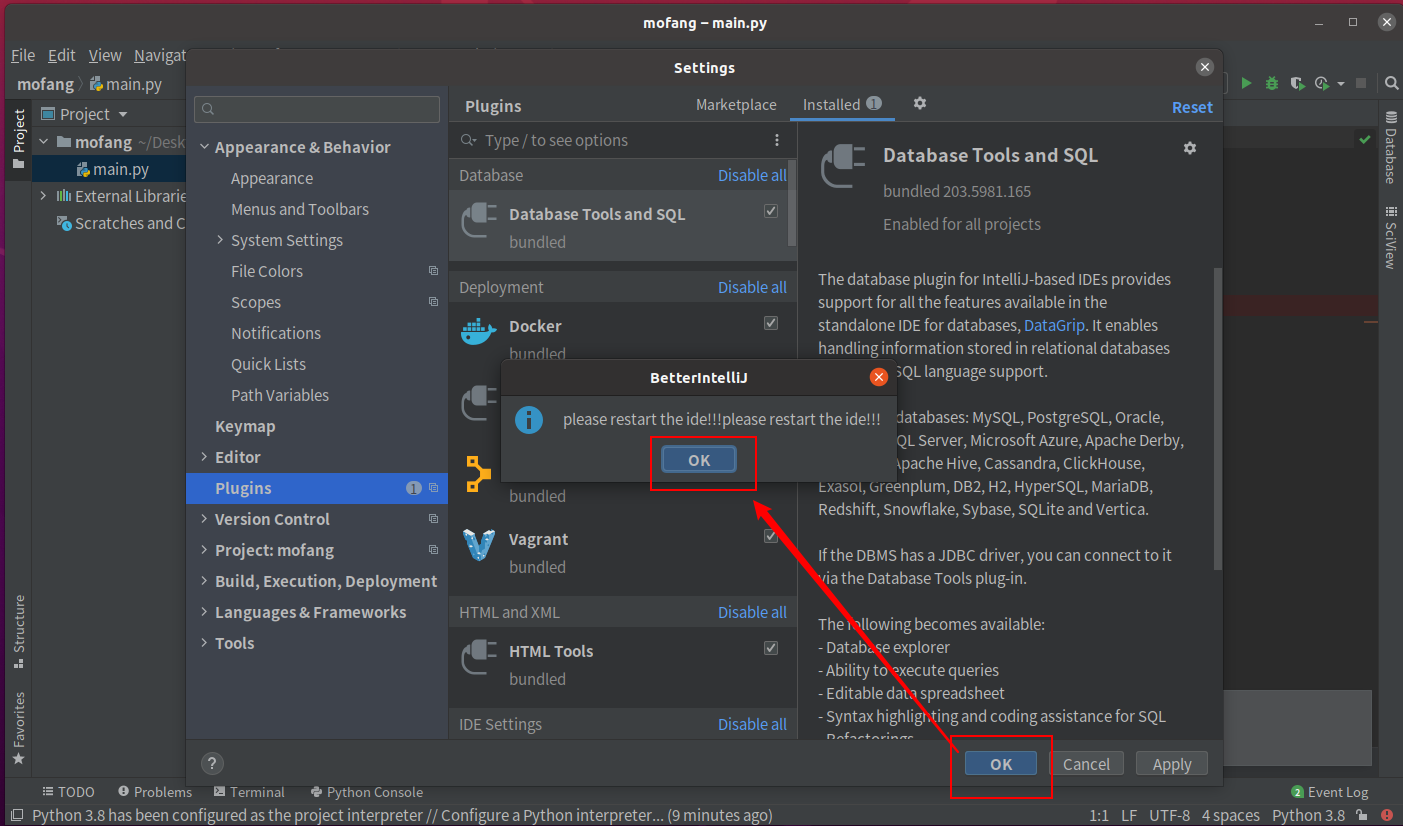 mofang – main.py
File Edit View Navigat
mofang main.py
Settings
Project
mofang ~/Desk
main.py
External Librarie
Scratches and C
Project
Structure
Favorites
Appearance & Behavior
Appearance
Menus and Toolbars
System Settings
File Colors
Scopes
Notifications
Quick Lists
Path Variables
Keymap
Editor
Plugins 1
Version Control
Project: mofang
Build, Execution, Deployment
Languages & Frameworks
Tools
?
Plugins Marketplace Installed 1 Reset
Type / to see options
Database Disable all
Database Tools and SQL
bundled
Deployment Disable all
Docker
bundled
bundled
Vagrant
bundled
HTML and XML Disable all
HTML Tools
bundled
IDE Settings Disable all
Database Tools and SQL
bundled 203.5981.165
Enabled for all projects
The database plugin for IntelliJ-based IDEs provides
support for all the features available in the
standalone IDE for databases, DataGrip. It enables
handling information stored in relational databases
SQL language support.
databases: MySQL, PostgreSQL, Oracle,
QL Server, Microsoft Azure, Apache Derby,
Apache Hive, Cassandra, ClickHouse,
Exasol, Greenplum, DB2, H2, HyperSQL, MariaDB,
Redshift, Snowflake, Sybase, SQLite and Vertica.
If the DBMS has a JDBC driver, you can connect to it
via the Database Tools plug-in.
The following becomes available:
- Database explorer
- Ability to execute queries
- Editable data spreadsheet
- Syntax highlighting and coding assistance for SQL
- Refactorings
BetterIntelliJ
please restart the ide!!!please restart the ide!!!
OK
OK Cancel Apply
Database
SciView
TODO Problems Terminal Python Console 2 Event Log
Python 3.8 has been configured as the project interpreter // Configure a Python interpreter... (9 minutes ago) 1:1 LF UTF-8 4 spaces Python 3.8